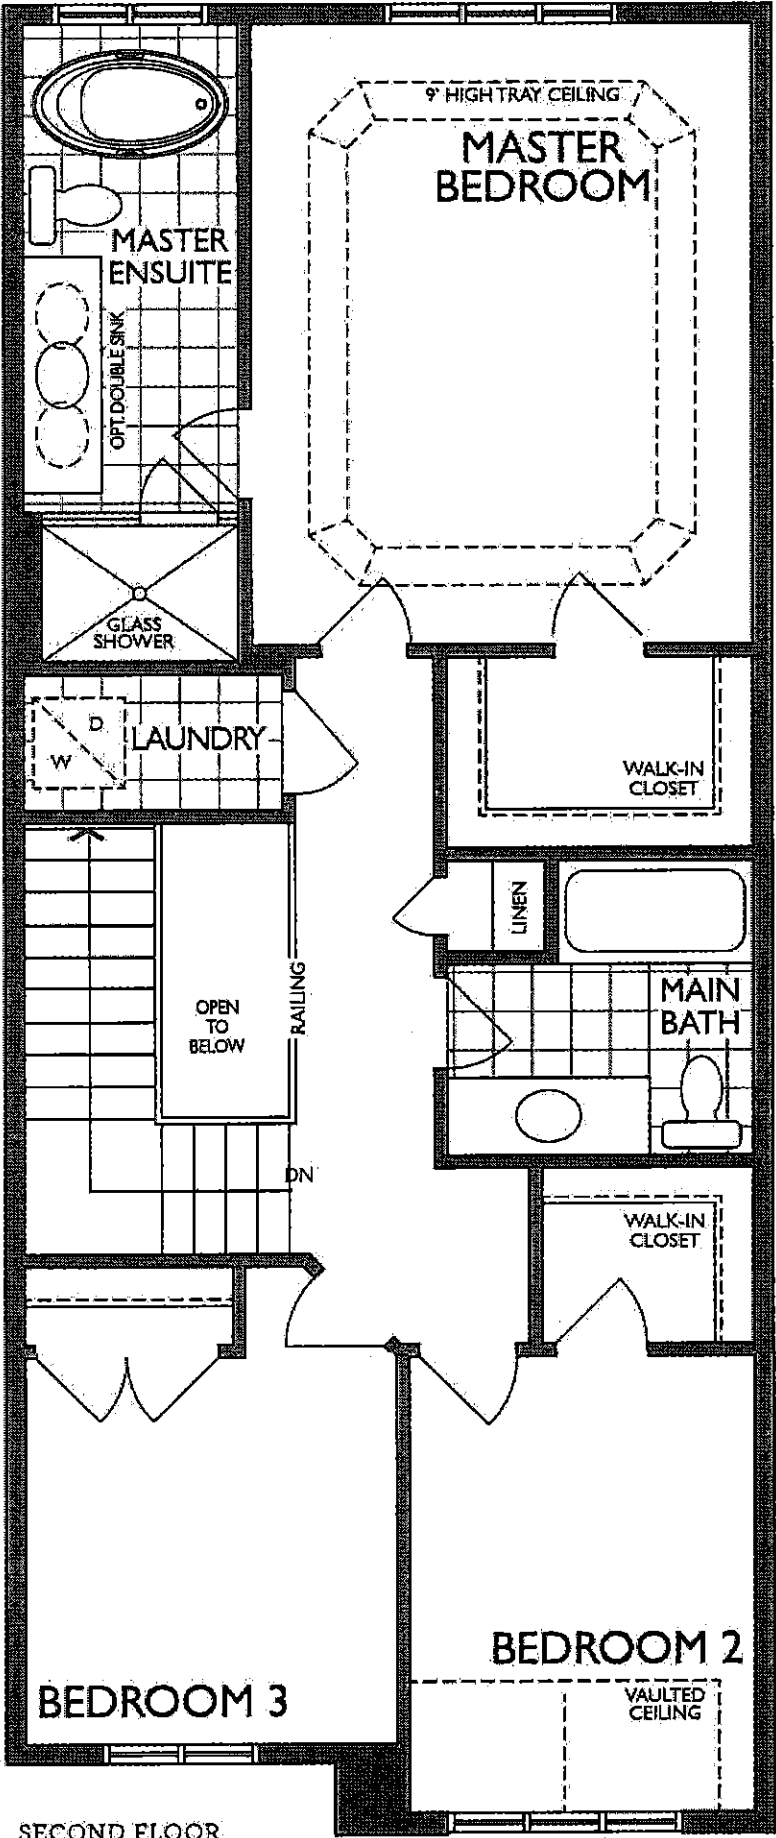 9' HIGH TRAY CEILING
MASTER
BEDROOM
MASTER
ENSUITE
OPT. DOUBLE SINK
GLASS
SHOWER
D
W
LAUNDRY
WALK-IN
CLOSET
LINEN
OPEN
TO
BELOW
RAILING
MAIN
BATH
DN
WALK-IN
CLOSET
BEDROOM 2
VAULTED
CEILING
BEDROOM 3
SECOND FLOOR